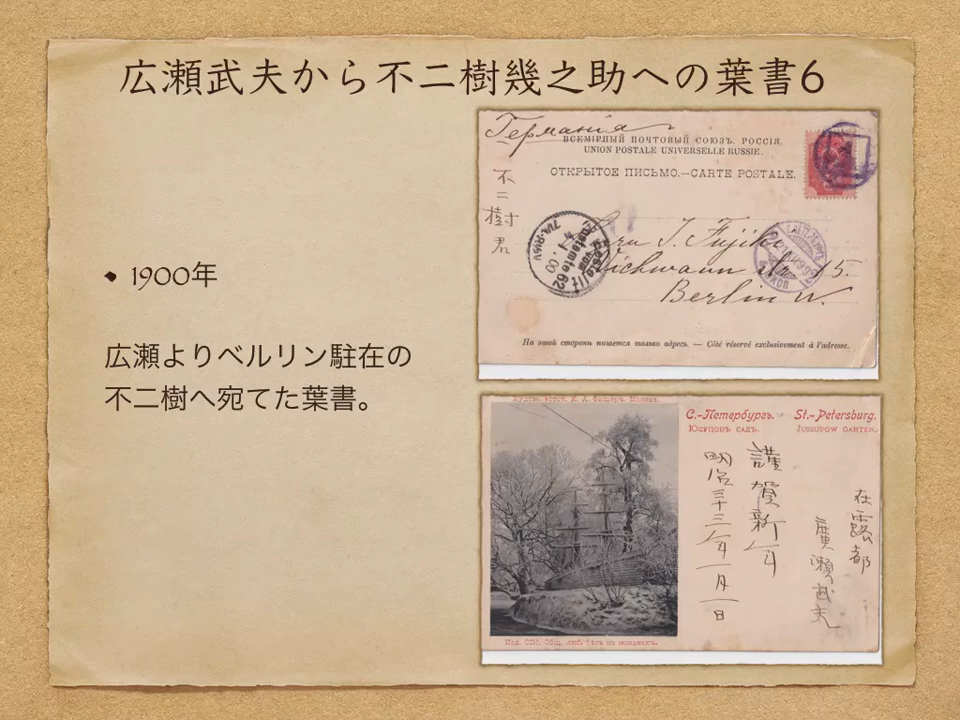 広瀬武夫から不二樹幾之助への葉書6
1900年
広瀬よりベルリン駐在の
不二樹へ宛てた葉書。
Германія
ВСЕМІРНЫЙ ПОЧТОВЫЙ СОЮЗЪ. РОССІЯ.
UNION POSTALE UNIVERSELLE RUSSIE.
ОТКРЫТОЕ ПИСЬМО.—CARTE POSTALE.
不二樹君
J. Fujiki
15.
Berlin W.
На этой сторонѣ пишется только адресъ. — Côté réservé exclusivement à l'adresse.
С.-Петербургъ. St.-Petersburg.
Юсуповъ садъ. Jussupow garten.
謹賀新年
明治三十三年一月一日
在露都
廣瀬武夫